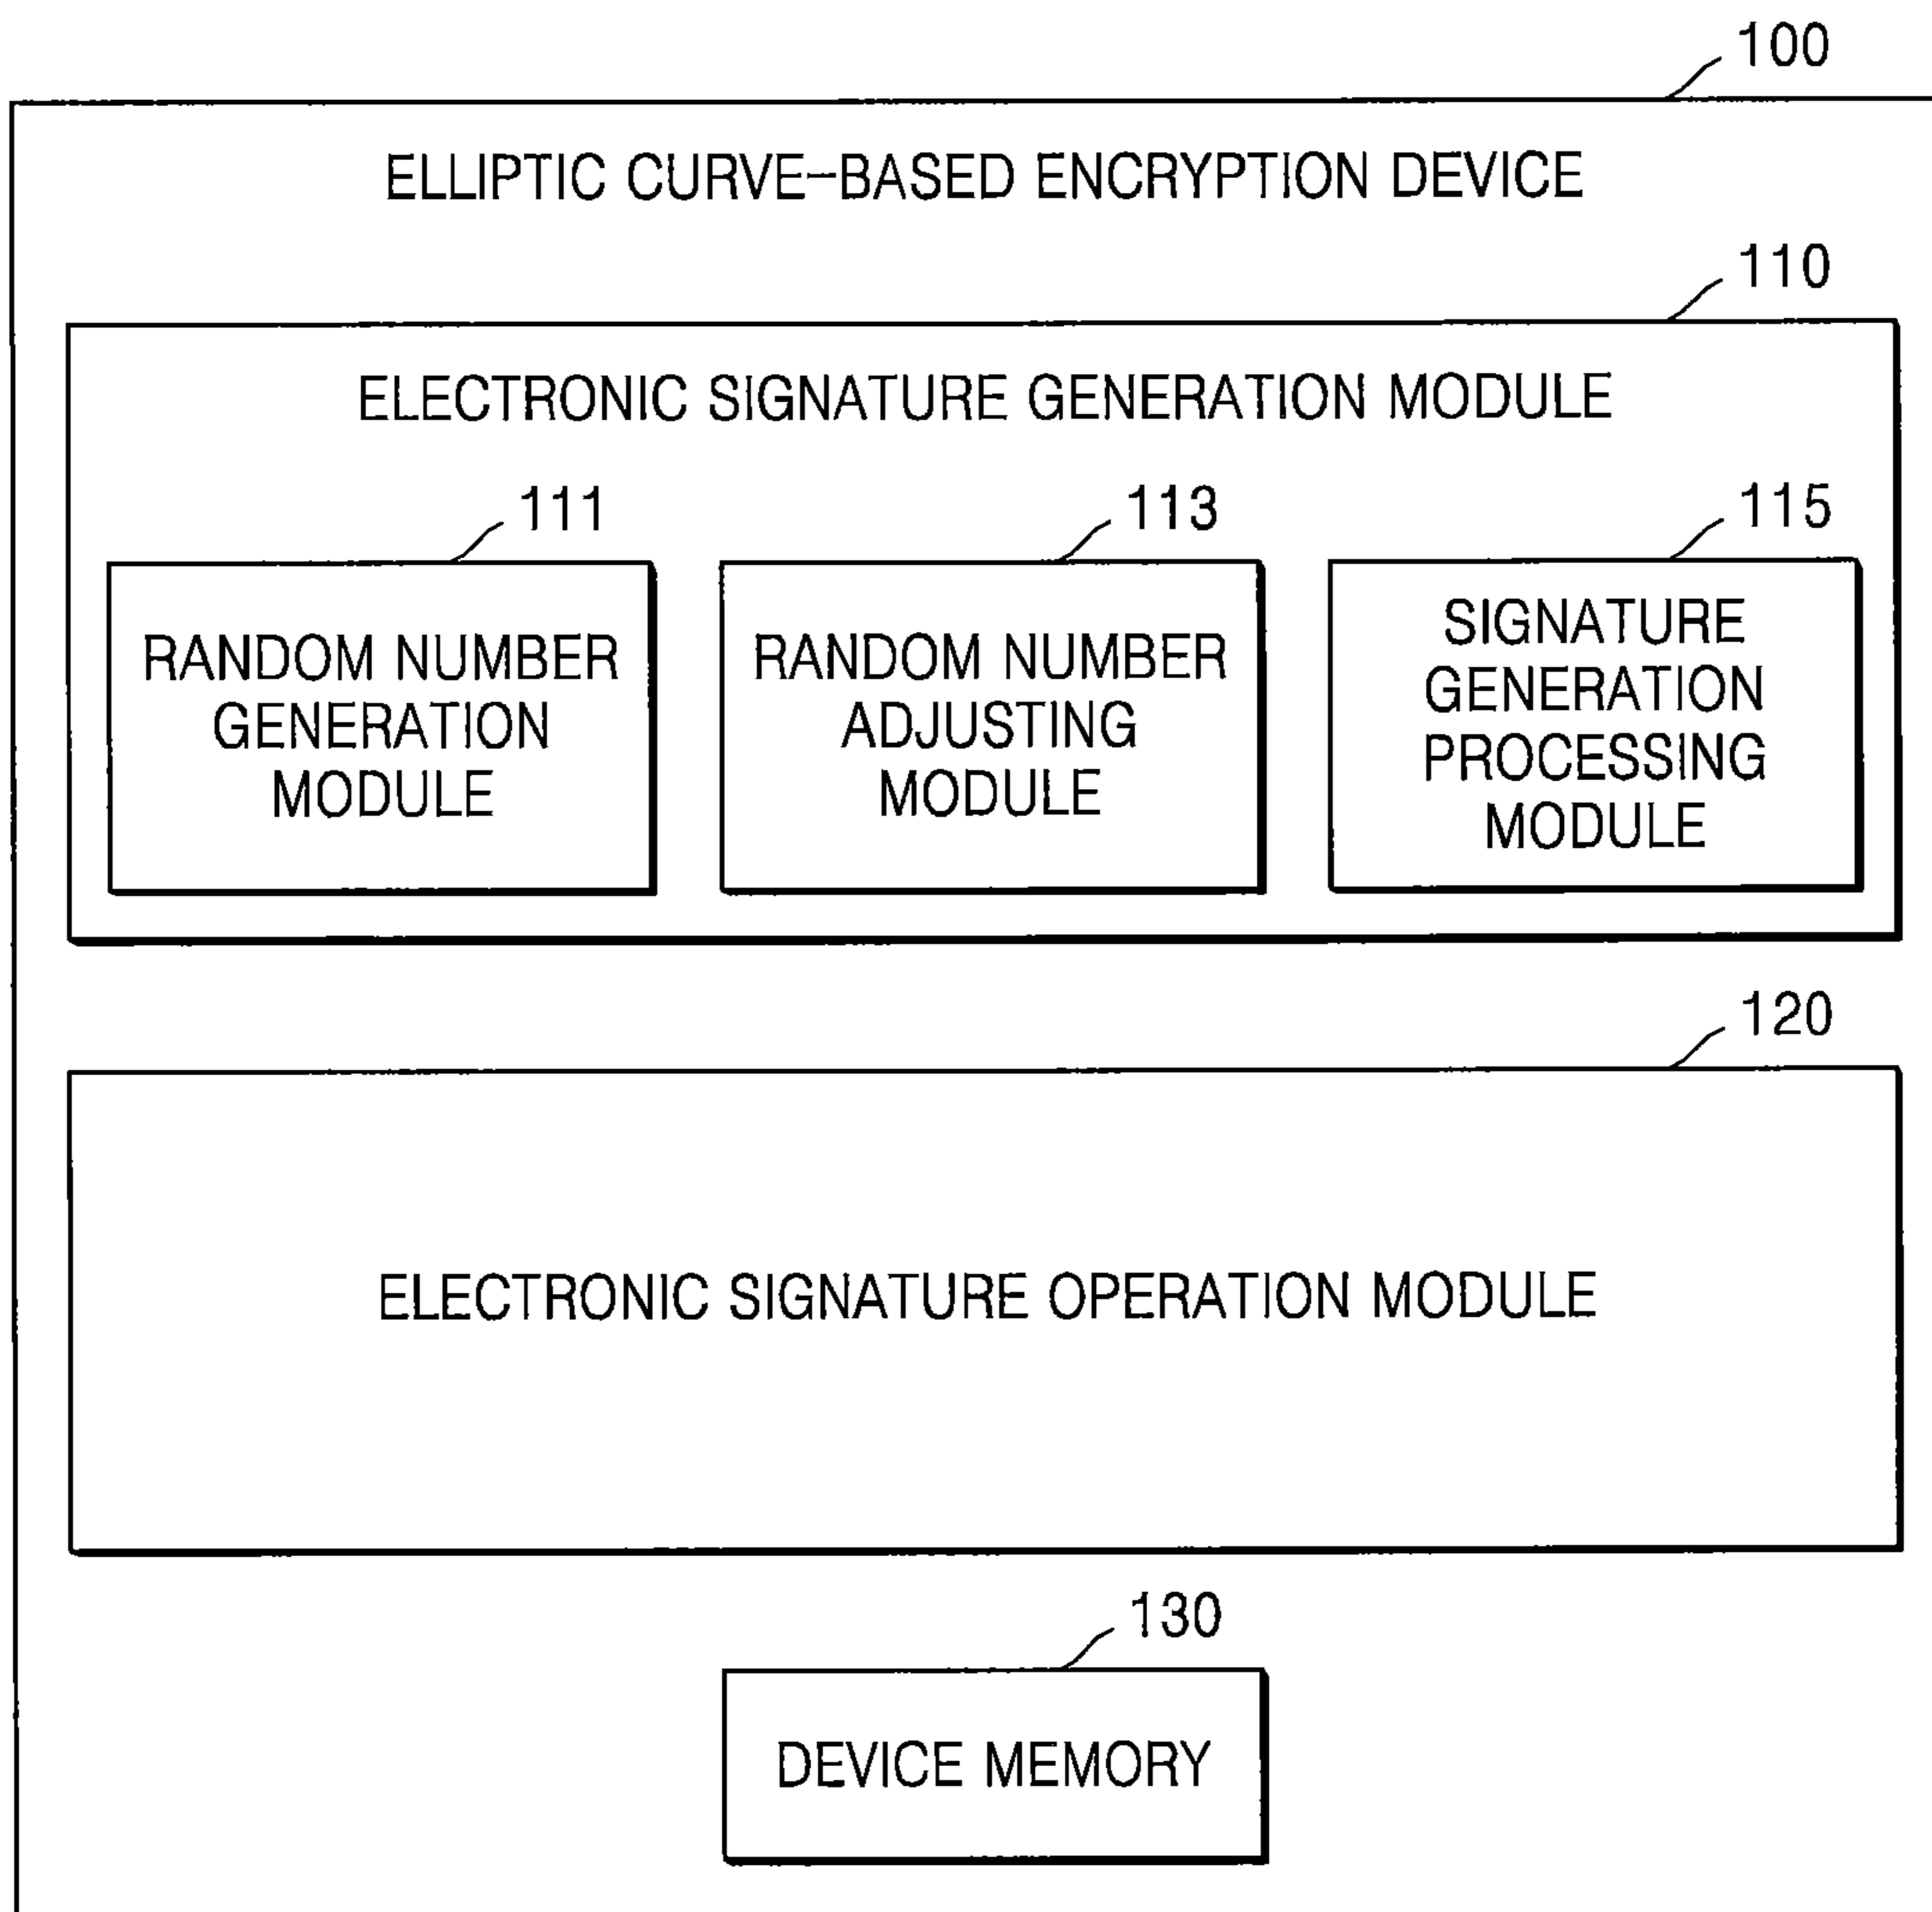 100
ELLIPTIC CURVE-BASED ENCRYPTION DEVICE
110
ELECTRONIC SIGNATURE GENERATION MODULE
111
113
115
RANDOM NUMBER
GENERATION
MODULE
RANDOM NUMBER
ADJUSTING
MODULE
SIGNATURE
GENERATION
PROCESSING
MODULE
120
ELECTRONIC SIGNATURE OPERATION MODULE
130
DEVICE MEMORY